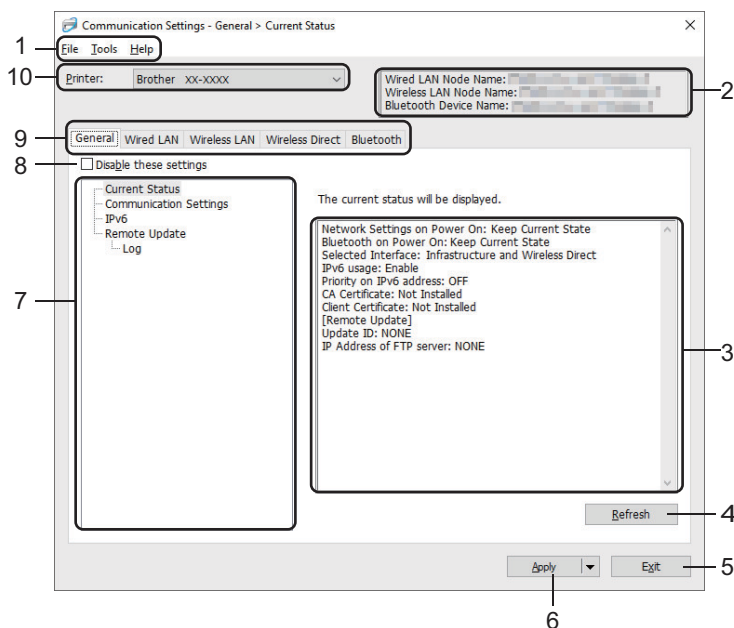 Communication Settings - General > Current Status
1
File Tools Help
10
Printer: Brother XX-XXXX
Wired LAN Node Name:
Wireless LAN Node Name:
Bluetooth Device Name:
2
9
General Wired LAN Wireless LAN Wireless Direct Bluetooth
8
Disable these settings
Current Status
Communication Settings
IPv6
Remote Update
Log
7
The current status will be displayed.
Network Settings on Power On: Keep Current State
Bluetooth on Power On: Keep Current State
Selected Interface: Infrastructure and Wireless Direct
IPv6 usage: Enable
Priority on IPv6 address: OFF
CA Certificate: Not Installed
Client Certificate: Not Installed
[Remote Update]
Update ID: NONE
IP Address of FTP server: NONE
3
Refresh
4
Apply
Exit
5
6